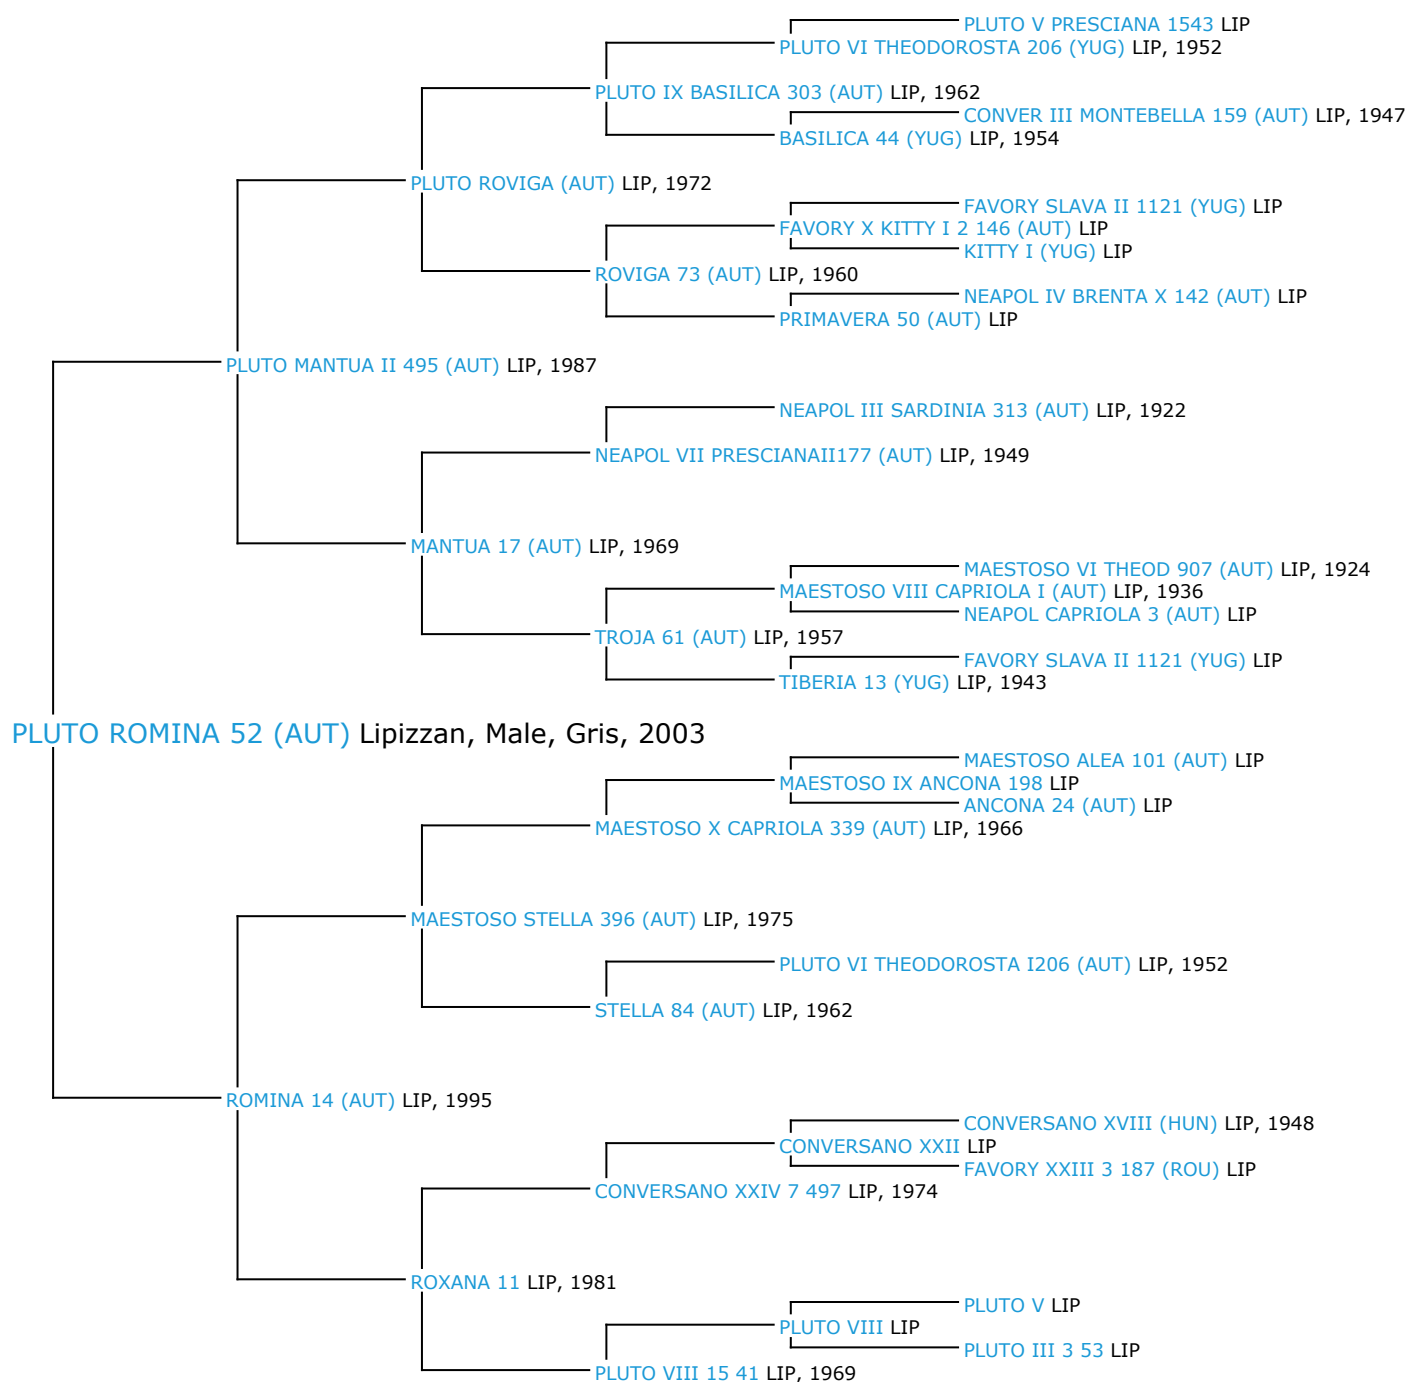 PLUTO V PRESCIANA 1543 LIP
PLUTO VI THEODOROSTA 206 (YUG) LIP, 1952
PLUTO IX BASILICA 303 (AUT) LIP, 1962
CONVER III MONTEBELLA 159 (AUT) LIP, 1947
BASILICA 44 (YUG) LIP, 1954
PLUTO ROVIGA (AUT) LIP, 1972
FAVORY SLAVA II 1121 (YUG) LIP
FAVORY X KITTY I 2 146 (AUT) LIP
KITTY I (YUG) LIP
ROVIGA 73 (AUT) LIP, 1960
NEAPOL IV BRENTA X 142 (AUT) LIP
PRIMAVERA 50 (AUT) LIP
PLUTO MANTUA II 495 (AUT) LIP, 1987
NEAPOL III SARDINIA 313 (AUT) LIP, 1922
NEAPOL VII PRESCIANAII177 (AUT) LIP, 1949
MANTUA 17 (AUT) LIP, 1969
MAESTOSO VI THEOD 907 (AUT) LIP, 1924
MAESTOSO VIII CAPRIOLA I (AUT) LIP, 1936
NEAPOL CAPRIOLA 3 (AUT) LIP
TROJA 61 (AUT) LIP, 1957
FAVORY SLAVA II 1121 (YUG) LIP
TIBERIA 13 (YUG) LIP, 1943
PLUTO ROMINA 52 (AUT) Lipizzan, Male, Gris, 2003
MAESTOSO ALEA 101 (AUT) LIP
MAESTOSO IX ANCONA 198 LIP
ANCONA 24 (AUT) LIP
MAESTOSO X CAPRIOLA 339 (AUT) LIP, 1966
MAESTOSO STELLA 396 (AUT) LIP, 1975
PLUTO VI THEODOROSTA I206 (AUT) LIP, 1952
STELLA 84 (AUT) LIP, 1962
ROMINA 14 (AUT) LIP, 1995
CONVERSANO XVIII (HUN) LIP, 1948
CONVERSANO XXII LIP
FAVORY XXIII 3 187 (ROU) LIP
CONVERSANO XXIV 7 497 LIP, 1974
ROXANA 11 LIP, 1981
PLUTO V LIP
PLUTO VIII LIP
PLUTO III 3 53 LIP
PLUTO VIII 15 41 LIP, 1969